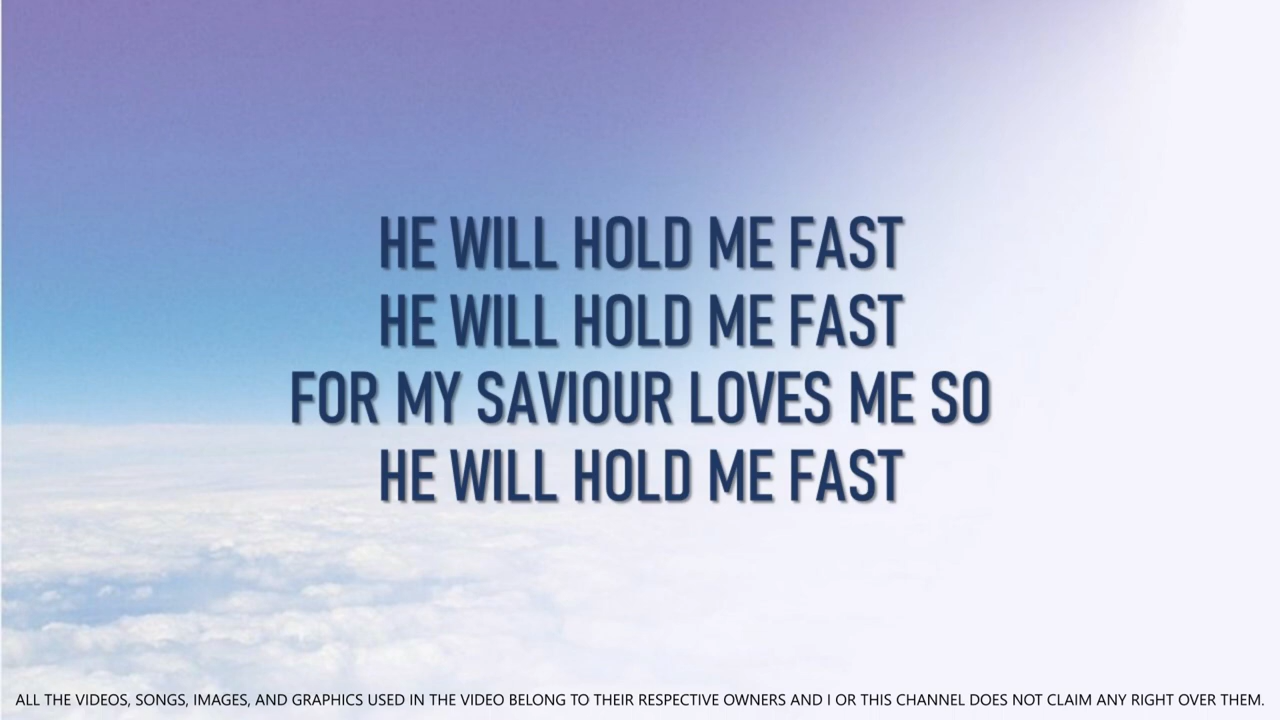 HE WILL HOLD ME FAST
HE WILL HOLD ME FAST
FOR MY SAVIOUR LOVES ME SO
HE WILL HOLD ME FAST
ALL THE VIDEOS, SONGS, IMAGES, AND GRAPHICS USED IN THE VIDEO BELONG TO THEIR RESPECTIVE OWNERS AND I OR THIS CHANNEL DOES NOT CLAIM ANY RIGHT OVER THEM.